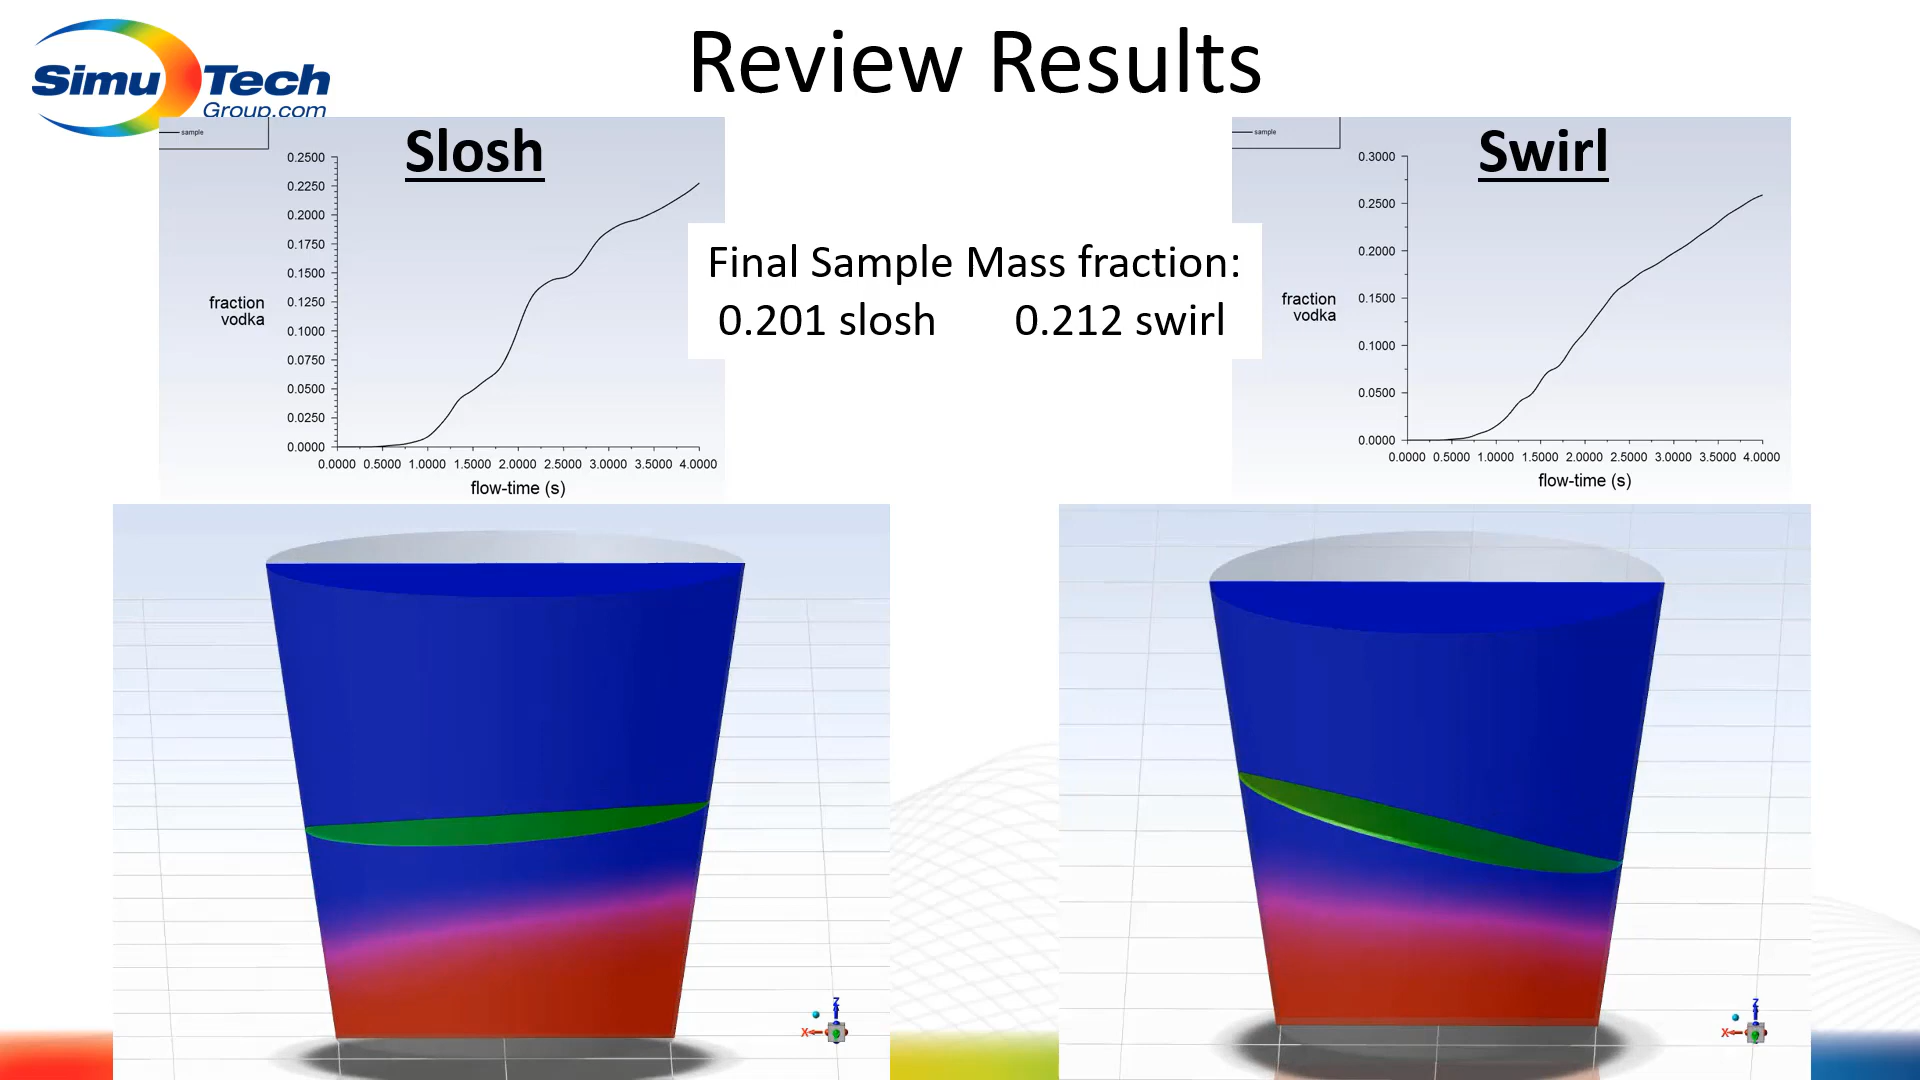 Review Results
Simu Tech
Group.com
sample
Slosh
0.2500
0.2250
0.2000
0.1750
0.1500
0.1250
0.1000
0.0750
0.0500
0.0250
0.0000
fraction
vodka
0.0000 0.5000 1.0000 1.5000 2.0000 2.5000 3.0000 3.5000 4.0000
flow-time (s)
Final Sample Mass fraction:
0.201 slosh 0.212 swirl
sample
Swirl
0.3000
0.2500
0.2000
0.1500
0.1000
0.0500
0.0000
fraction
vodka
0.0000 0.5000 1.0000 1.5000 2.0000 2.5000 3.0000 3.5000 4.0000
flow-time (s)
Z
X
Z
X